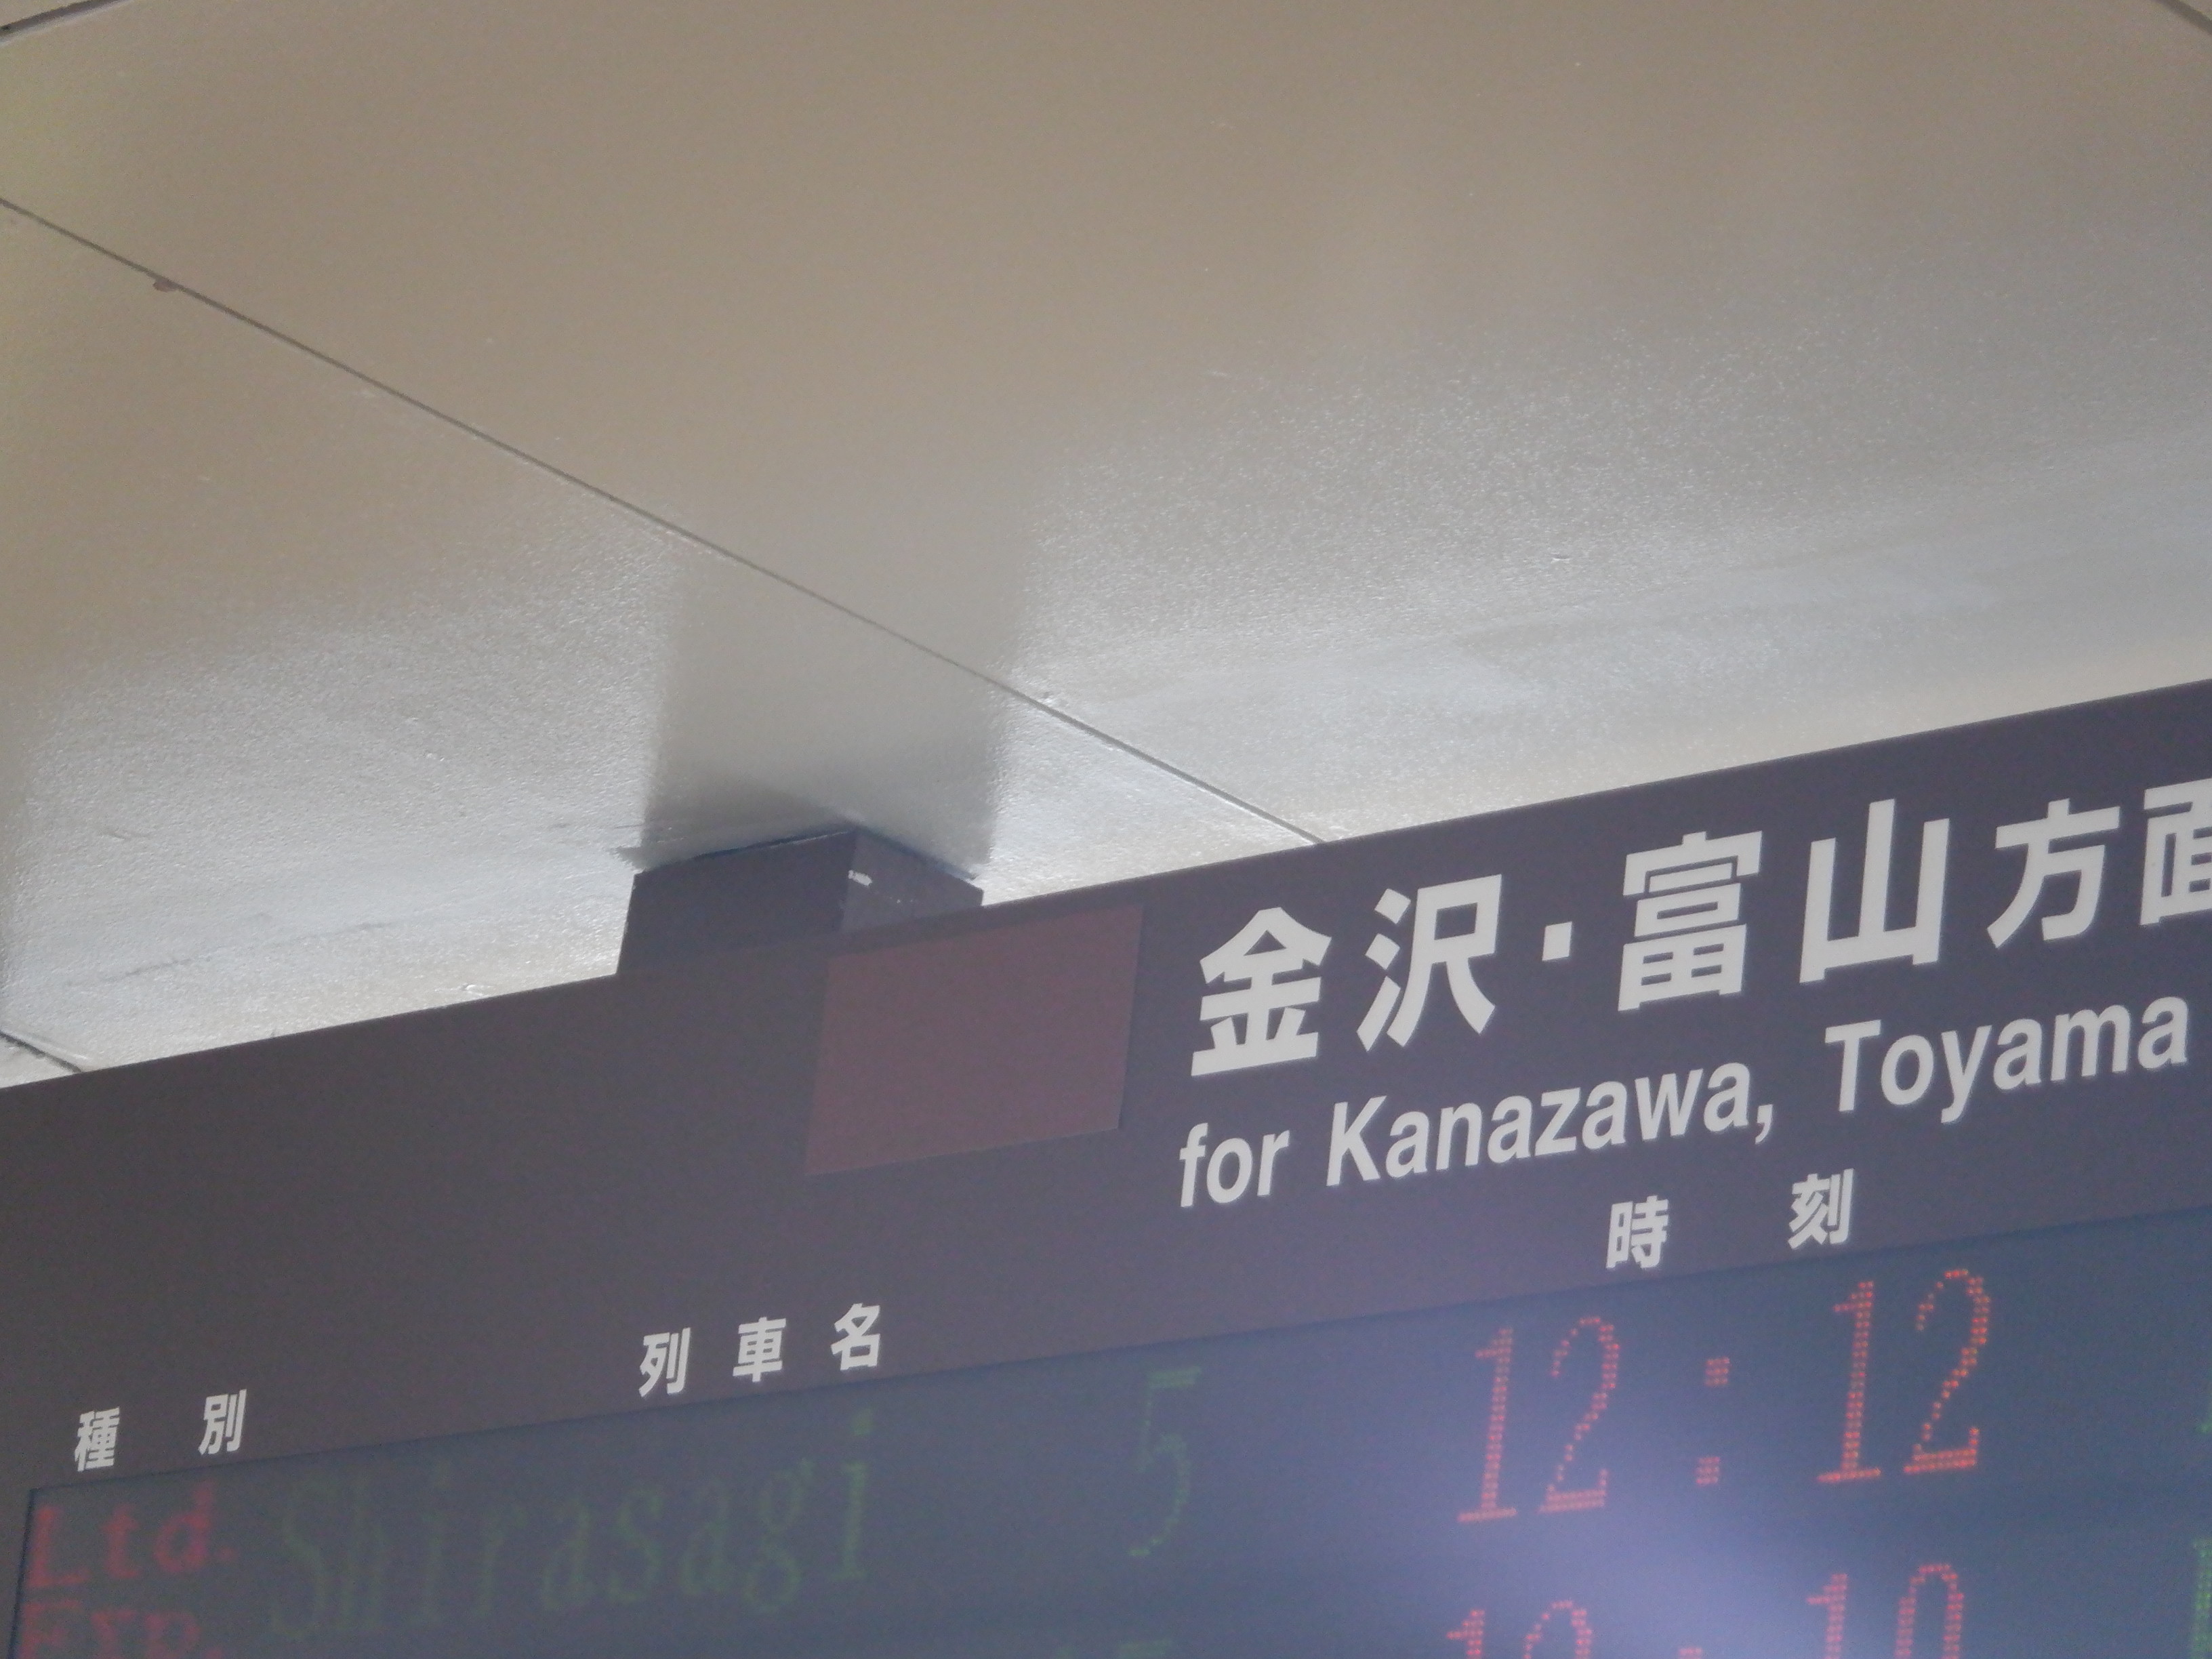 金沢・富山方面
for Kanazawa, Toyama
種別 列車名 時刻
Ltd. Exp. Shirasagi 5 12:12